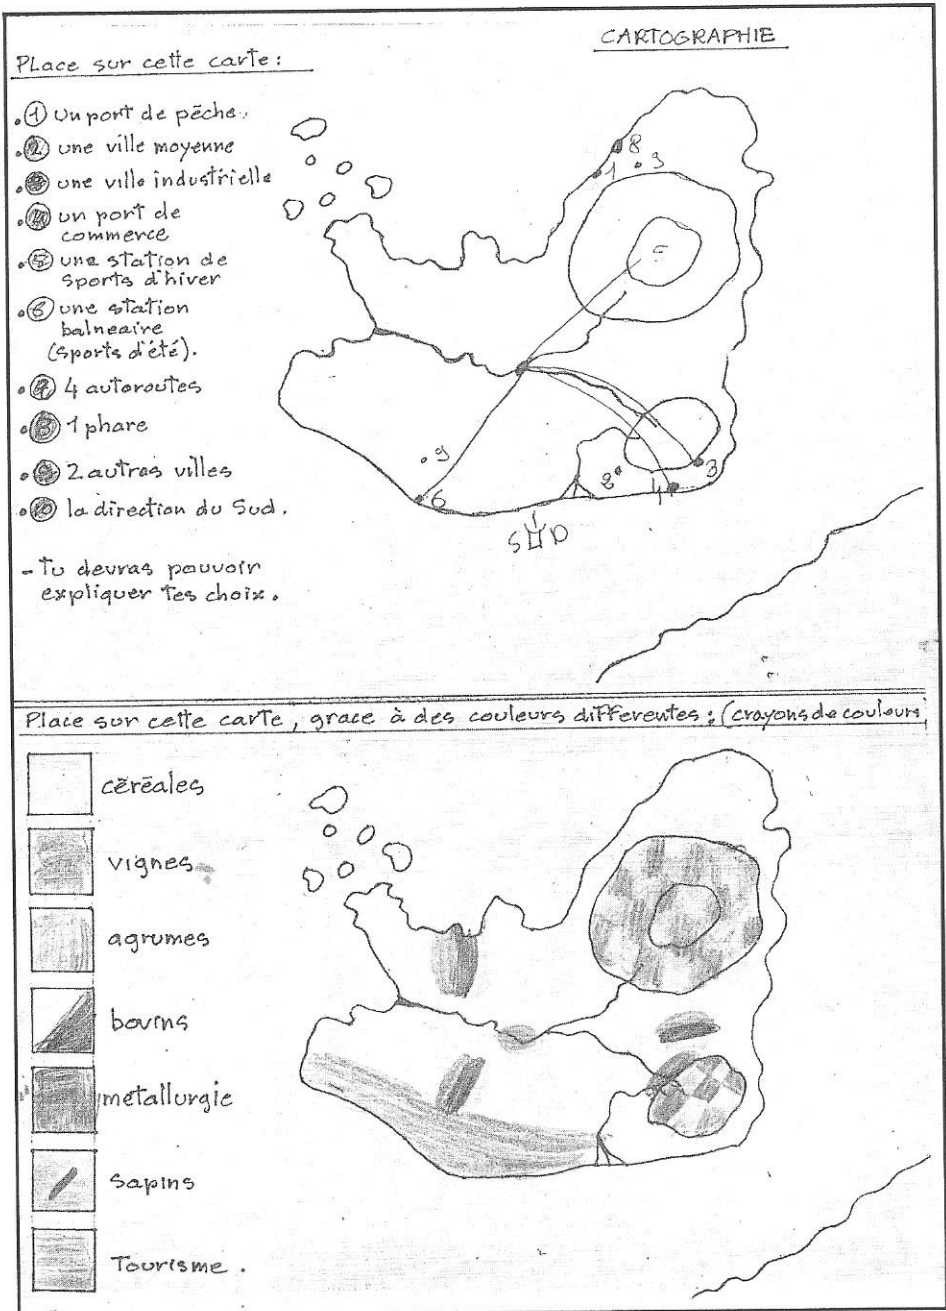 CARTOGRAPHIE
Place sur cette carte:
① un port de pêche.
② une ville moyenne
une ville industrielle
④ un port de
commerce
⑤ une station de
sports d'hiver
⑥ une station
balneaire
(sports d'été).
⑦ 4 autoroutes
⑧ 1 phare
⑨ 2 autres villes
⑩ la direction du Sud.
- Tu devras pouvoir
expliquer tes choix.
8
1
9
5
9
6
2
3
4
SUD
Place sur cette carte, grace à des couleurs differentes: (crayons de couleurs
céréales
vignes
agrumes
bovins
métallurgie
sapins
Tourisme.